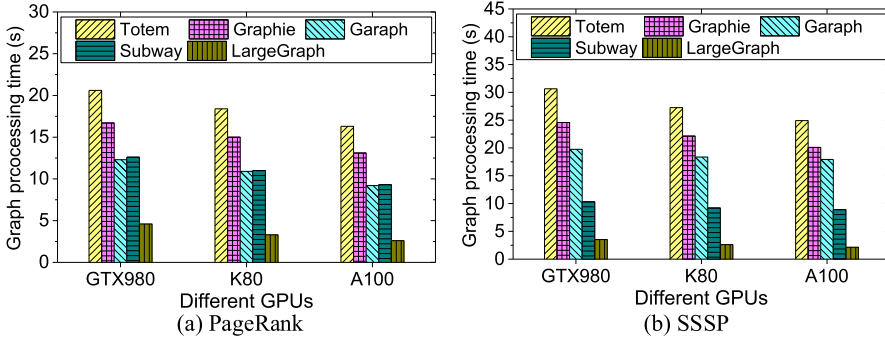 Graph prcocessing time (s)
30
25
20
15
10
5
0
Totem Graphie Garaph
Subway LargeGraph
GTX980 K80 A100
Different GPUs
(a) PageRank
Graph prcocessing time (s)
45
40
35
30
25
20
15
10
5
0
Totem Graphie Garaph
Subway LargeGraph
GTX980 K80 A100
Different GPUs
(b) SSSP